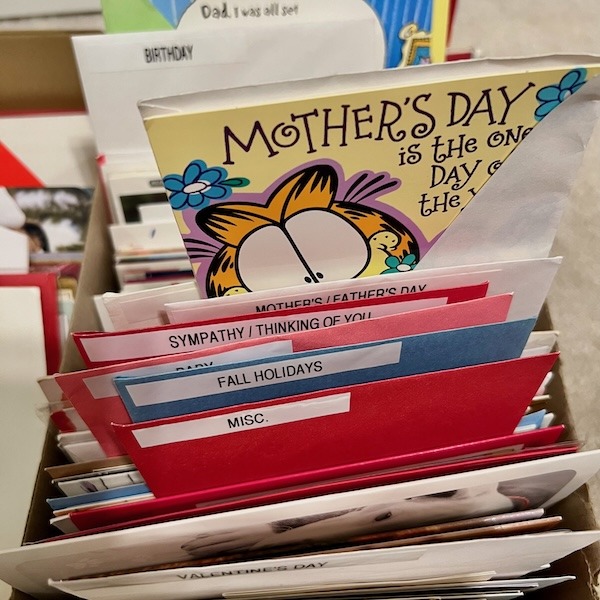 Dad, I was all set
BIRTHDAY
MOTHER'S DAY
is the one
DAY
the
MOTHER'S / FATHER'S DAY
SYMPATHY / THINKING OF YOU
BABY
FALL HOLIDAYS
MISC.
VALENTINE'S DAY